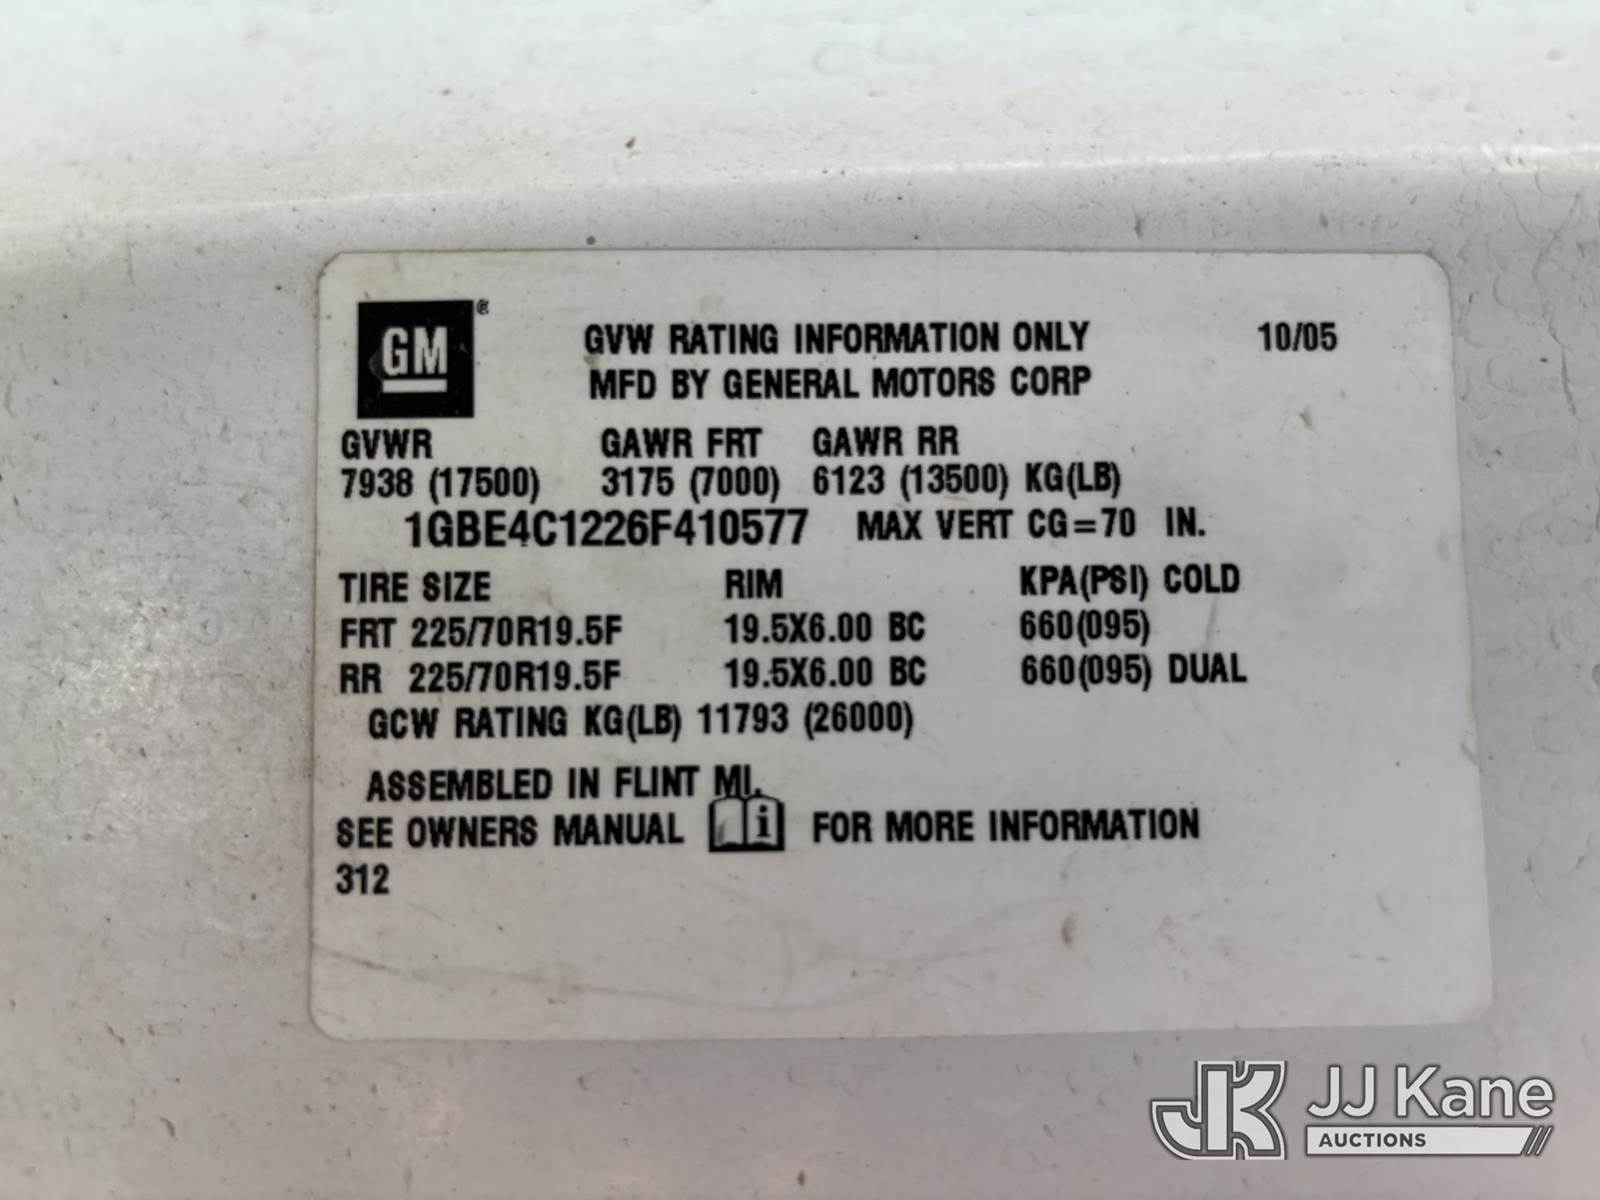 GM®
GVW RATING INFORMATION ONLY 10/05
MFD BY GENERAL MOTORS CORP
GVWR GAWR FRT GAWR RR
7938 (17500) 3175 (7000) 6123 (13500) KG(LB)
1GBE4C1226F410577 MAX VERT CG=70 IN.
TIRE SIZE RIM KPA(PSI) COLD
FRT 225/70R19.5F 19.5X6.00 BC 660(095)
RR 225/70R19.5F 19.5X6.00 BC 660(095) DUAL
GCW RATING KG(LB) 11793 (26000)
ASSEMBLED IN FLINT MI.
SEE OWNERS MANUAL i FOR MORE INFORMATION
312
JK JJ Kane
AUCTIONS